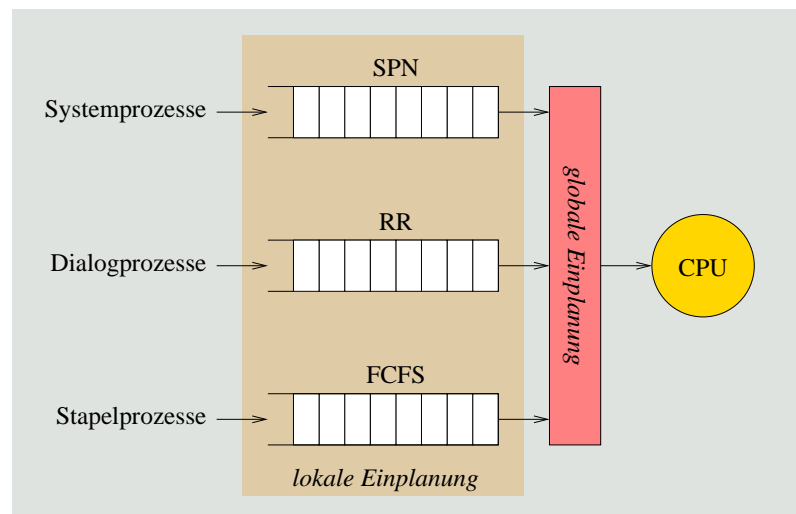 SPN
Systemprozesse
RR
Dialogprozesse
globale Einplanung
CPU
FCFS
Stapelprozesse
lokale Einplanung